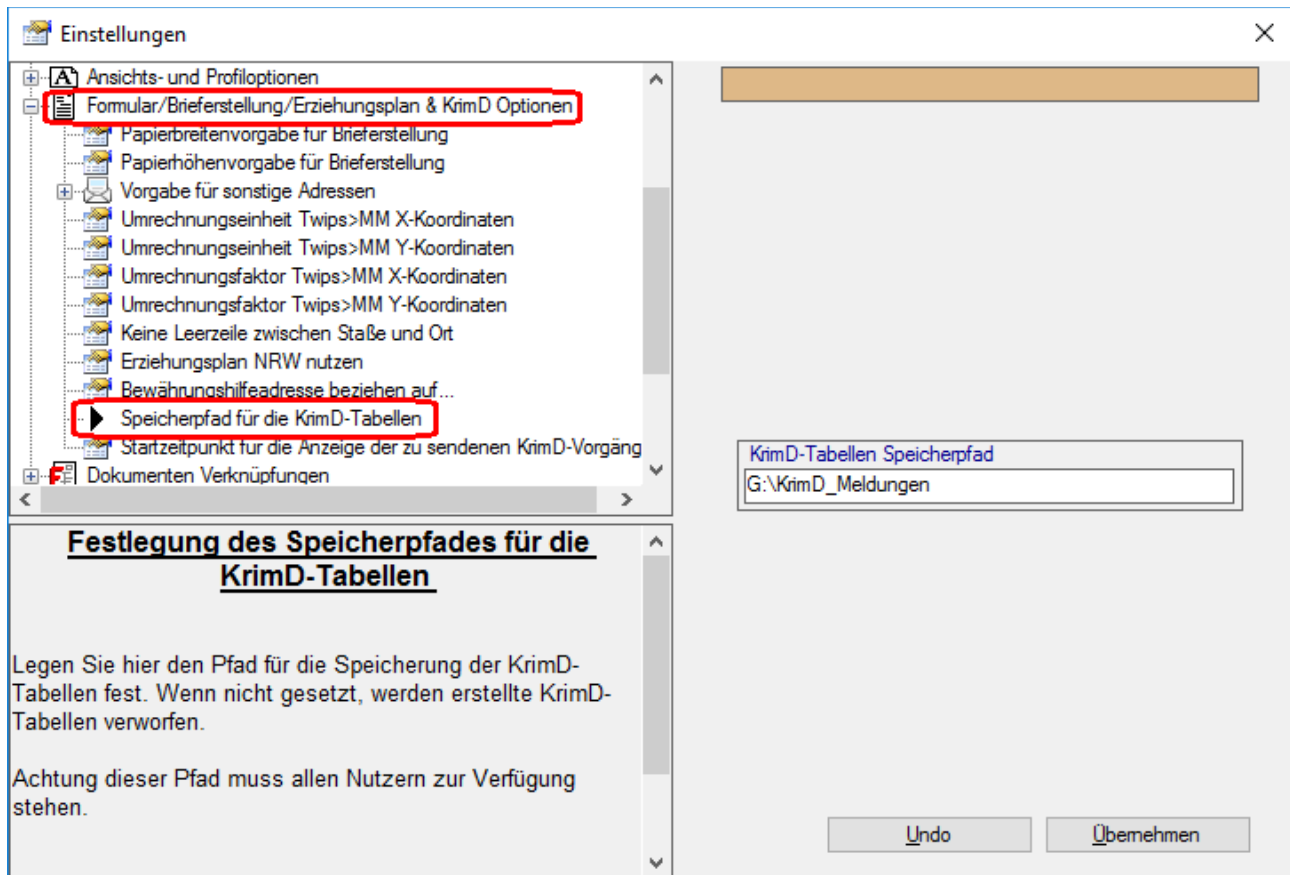 Einstellungen
Ansichts- und Profiloptionen
Formular/Brieferstellung/Erziehungsplan & KrimD Optionen
Papierbreitenvorgabe für Brieferstellung
Papierhöhenvorgabe für Brieferstellung
Vorgabe für sonstige Adressen
Umrechnungseinheit Twips>MM X-Koordinaten
Umrechnungseinheit Twips>MM Y-Koordinaten
Umrechnungsfaktor Twips>MM X-Koordinaten
Umrechnungsfaktor Twips>MM Y-Koordinaten
Keine Leerzeile zwischen Staße und Ort
Erziehungsplan NRW nutzen
Bewährungshilfeadresse beziehen auf...
Speicherpfad für die KrimD-Tabellen
Startzeitpunkt für die Anzeige der zu sendenen KrimD-Vorgäng
Dokumenten Verknüpfungen
KrimD-Tabellen Speicherpfad
G:\KrimD_Meldungen
Festlegung des Speicherpfades für die
KrimD-Tabellen
Legen Sie hier den Pfad für die Speicherung der KrimD-
Tabellen fest. Wenn nicht gesetzt, werden erstellte KrimD-
Tabellen verworfen.
Achtung dieser Pfad muss allen Nutzern zur Verfügung
stehen.
Undo
Übernehmen